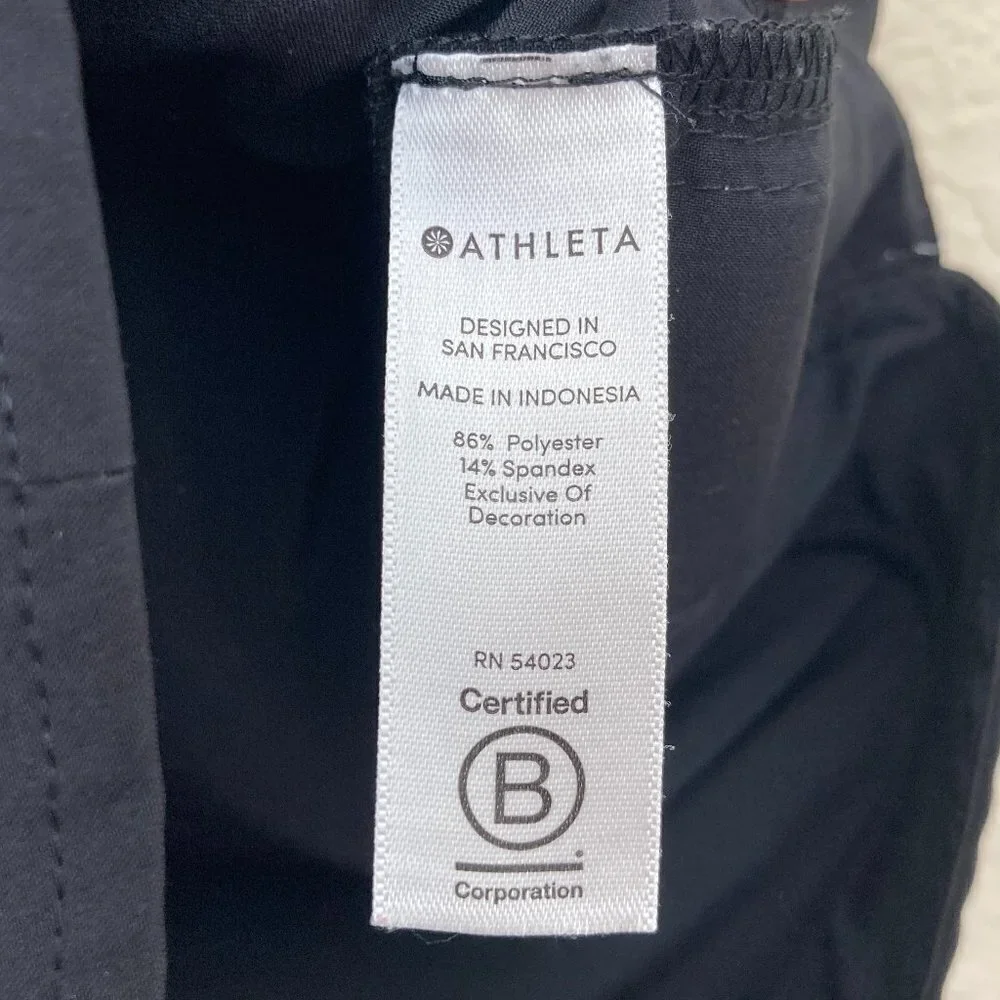 ATHLETA
DESIGNED IN
SAN FRANCISCO
MADE IN INDONESIA
86% Polyester
14% Spandex
Exclusive Of
Decoration
RN 54023
Certified
B
Corporation